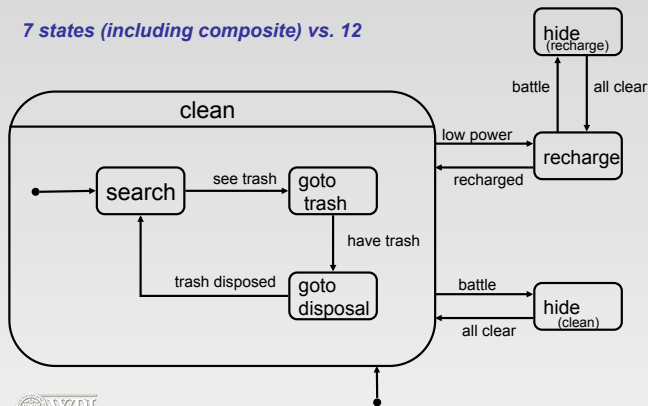 7 states (including composite) vs. 12
hide
(recharge)
battle
all clear
clean
low power
recharge
recharged
search
see trash
goto
trash
have trash
trash disposed
goto
disposal
battle
hide
(clean)
all clear
WPI